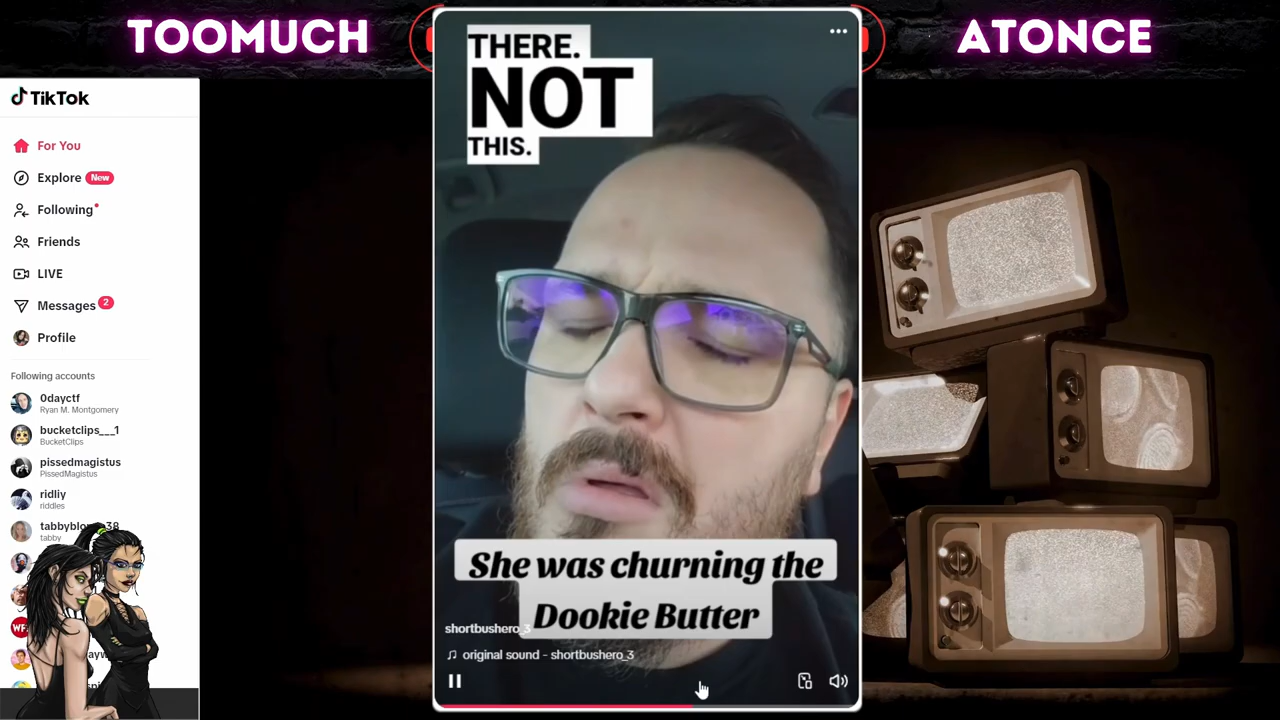 TOOMUCH
ATONCE
TikTok
For You
Explore New
Following
Friends
LIVE
Messages 2
Profile
Following accounts
0dayctf
Ryan M. Montgomery
bucketclips___1
BucketClips
pissedmagistus
PissedMagistus
ridliy
riddles
tabby
THERE.
NOT
THIS.
She was churning the
Dookie Butter
shortbushero_3
original sound - shortbushero_3